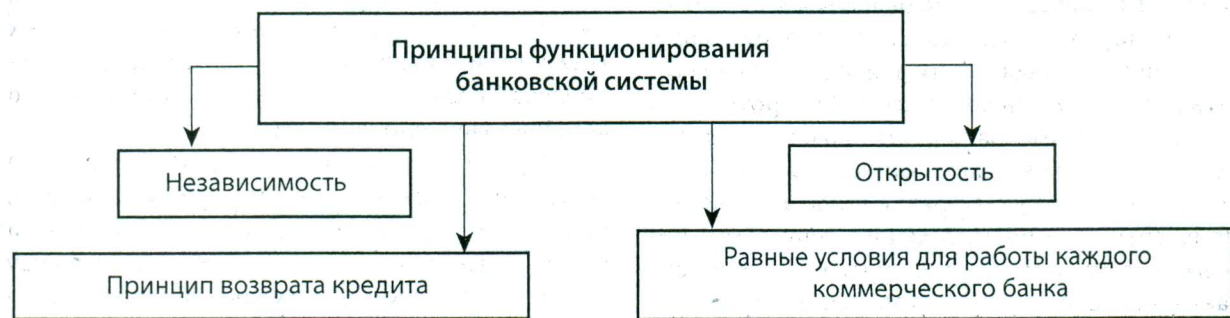 Принципы функционирования
банковской системы
Независимость
Открытость
Принцип возврата кредита
Равные условия для работы каждого
коммерческого банка